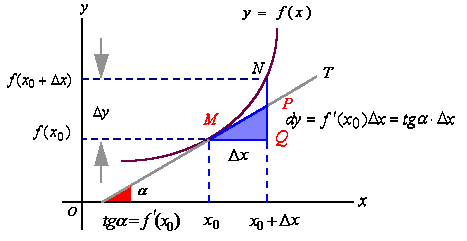 y
y = f(x)
N
T
f(x₀ + Δx)
Δy
P
M
dy = f'(x₀)Δx = tgα · Δx
f(x₀)
Q
Δx
α
x
O
tgα = f'(x₀)
x₀
x₀ + Δx